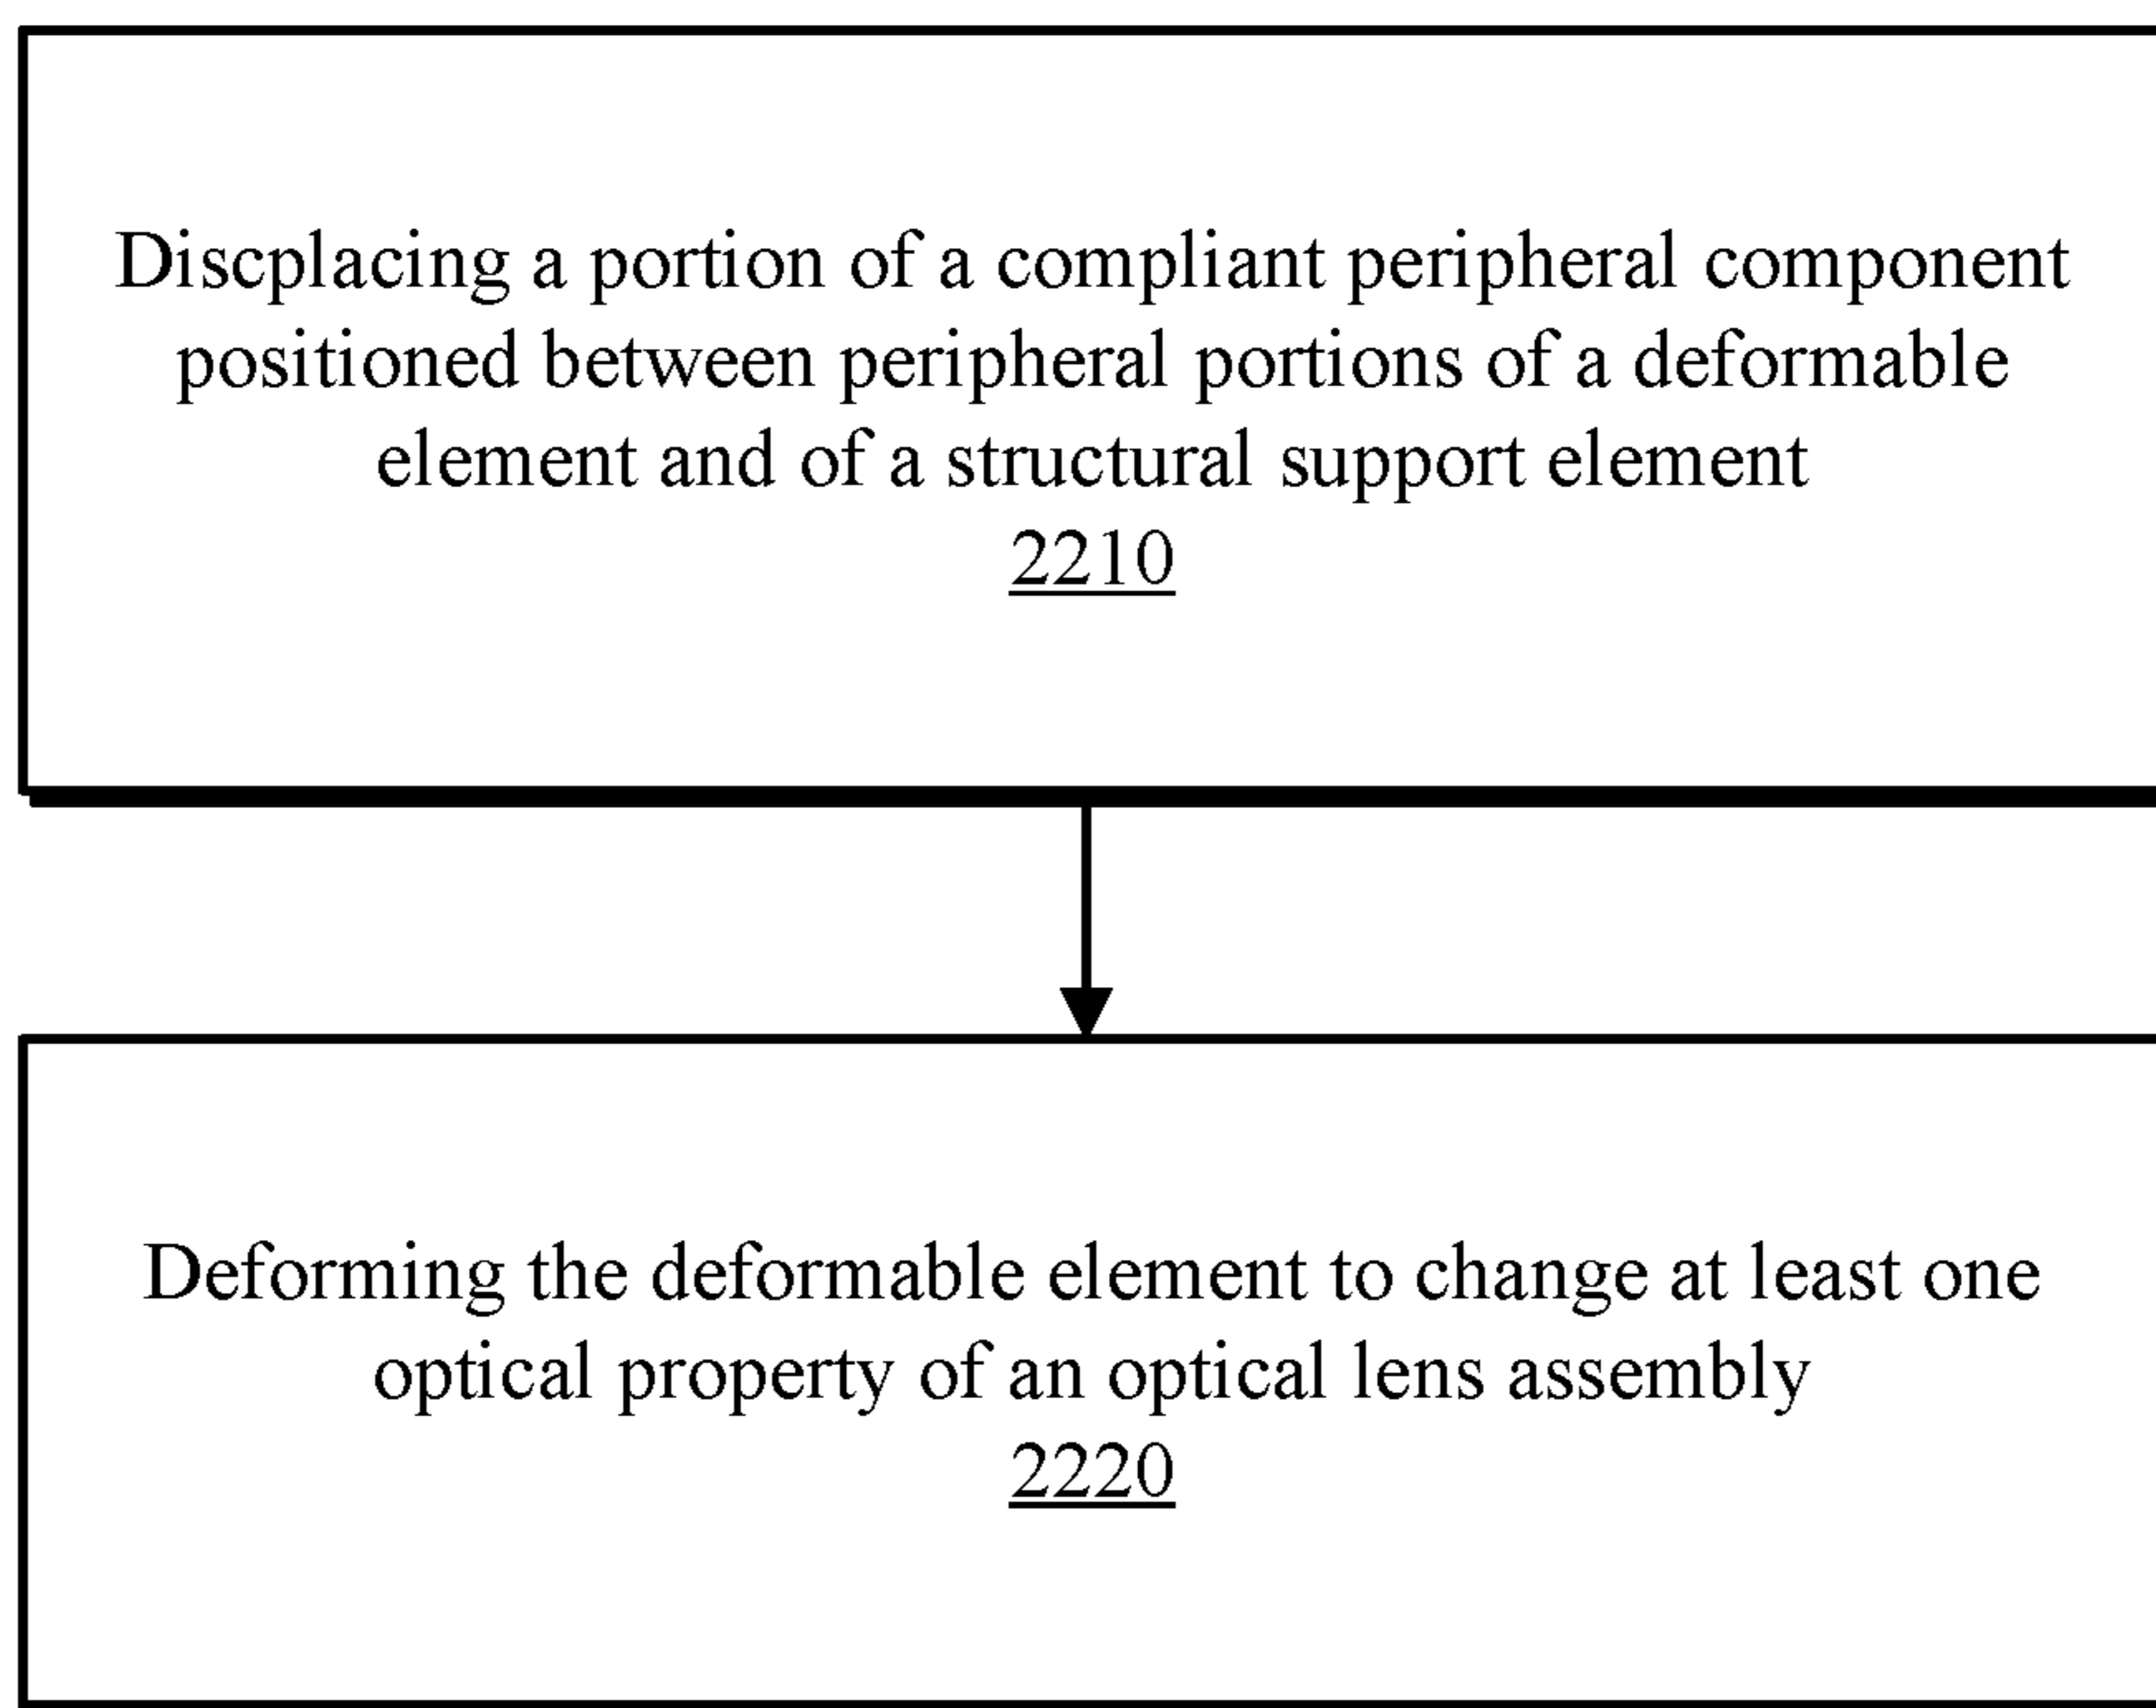 Discplacing a portion of a compliant peripheral component
positioned between peripheral portions of a deformable
element and of a structural support element
2210
Deforming the deformable element to change at least one
optical property of an optical lens assembly
2220